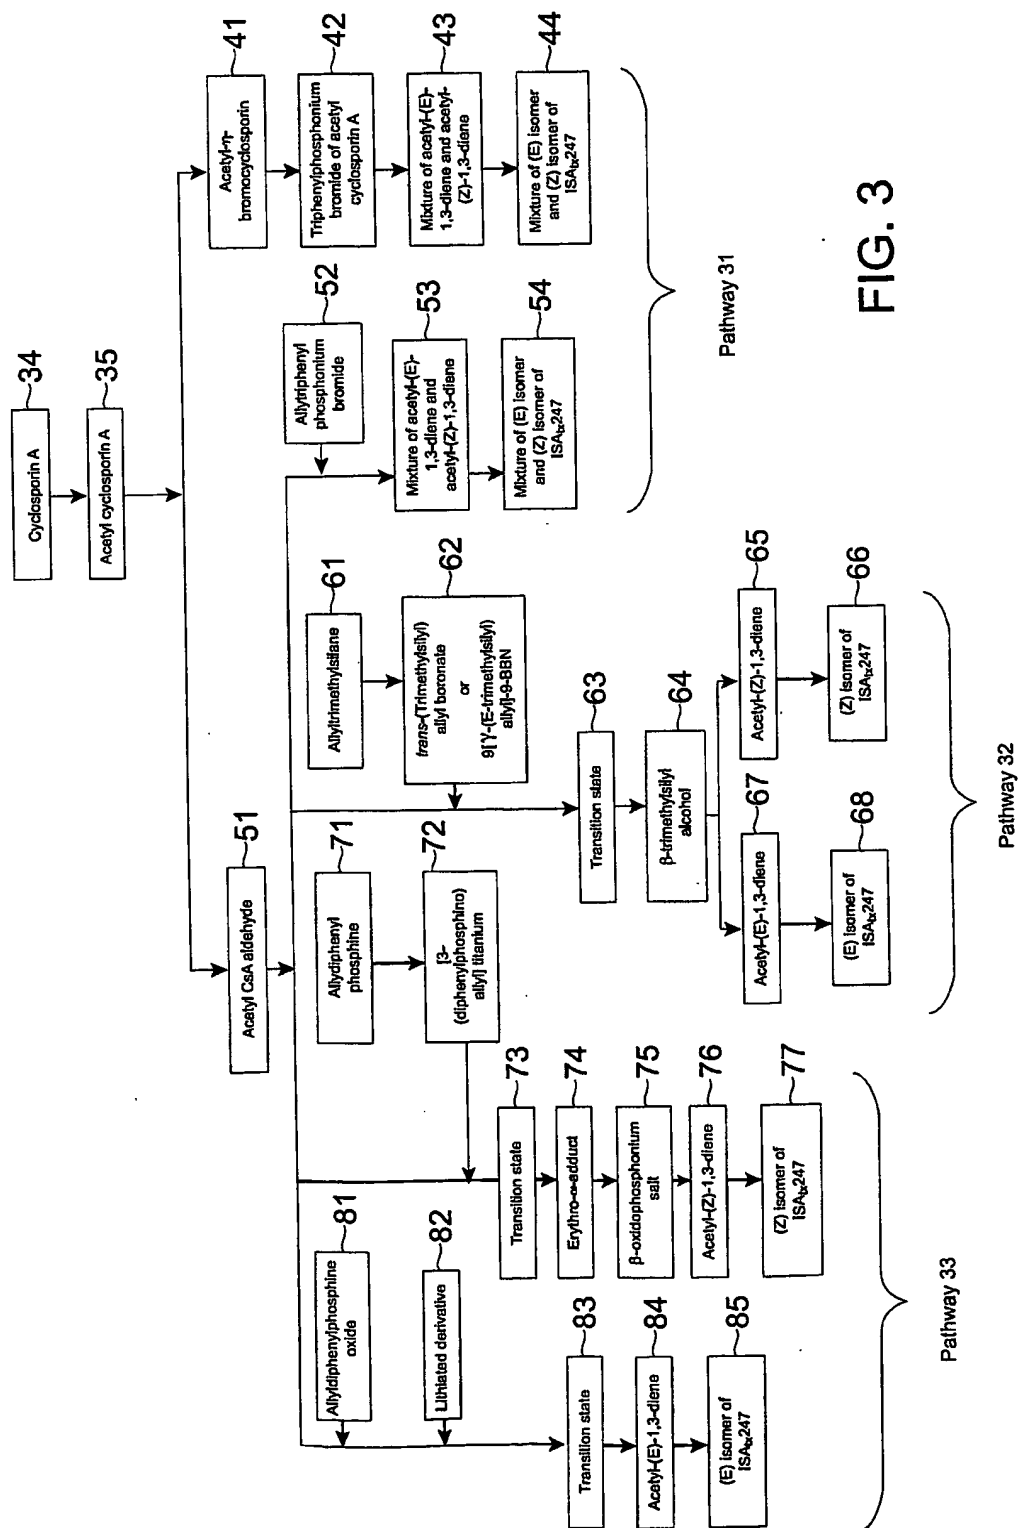 Cyclosporin A
34
Acetyl cyclosporin A
35
Acetyl-η-
bromocyclosporin
41
Triphenylphosphonium
bromide of acetyl
cyclosporin A
42
Mixture of acetyl-(E)-
1,3-diene and acetyl-
(Z)-1,3-diene
43
Mixture of (E) isomer
and (Z) isomer of
ISAtx247
44
Acetyl CsA aldehyde
51
Allytriphenyl
phosphonium
bromide
52
Mixture of acetyl-(E)-
1,3-diene and
acetyl-(Z)-1,3-diene
53
Mixture of (E) isomer
and (Z) isomer of
ISAtx247
54
Pathway 31
Allyltrimethylsilane
61
trans-(Trimethylsilyl)
allyl boronate
or
9[γ-(E-trimethylsilyl)
allyl]-9-BBN
62
Transition state
63
β-trimethylsilyl
alcohol
64
Acetyl-(Z)-1,3-diene
65
(Z) isomer of
ISAtx247
66
Acetyl-(E)-1,3-diene
67
(E) isomer of
ISAtx247
68
Pathway 32
Allydiphenyl
phosphine
71
[3-
(diphenylphosphino)
allyl] titanium
72
Transition state
73
Erythro-α-adduct
74
β-oxidophosphonium
salt
75
Acetyl-(Z)-1,3-diene
76
(Z) isomer of
ISAtx247
77
Allyldiphenylphosphine
oxide
81
Lithiated derivative
82
Transition state
83
Acetyl-(E)-1,3-diene
84
(E) isomer of
ISAtx247
85
Pathway 33
FIG. 3